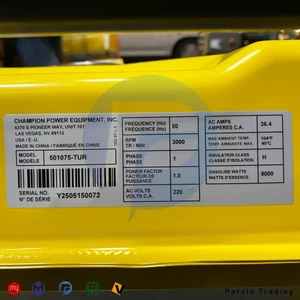 CHAMPION POWER EQUIPMENT, INC.
6370 S PIONEER WAY, UNIT 101
LAS VEGAS, NV 89113
USA / É.-U.
MADE IN CHINA / FABRIQUÉ EN CHINE
MODEL
MODÈLE
501075-TUR
SERIAL NO.
N° DE SÉRIE
Y2505150072
FREQUENCY (Hz)
FRÉQUENCE (Hz)
50
RPM
TR / MIN
3000
PHASE
PHASE
1
POWER FACTOR
FACTEUR DE
PUISSANCE
1.0
AC VOLTS
VOLTS C.A.
220
AC AMPS
AMPÈRES C.A.
36.4
MAX AMBIENT TEMP.
TEMP. AMBIANTE MAX.
104°F
40°C
INSULATION CLASS
CLASSE D'ISOLATION
H
GASOLINE WATTS
WATTS D'ESSENCE
8000
Parsin Trading